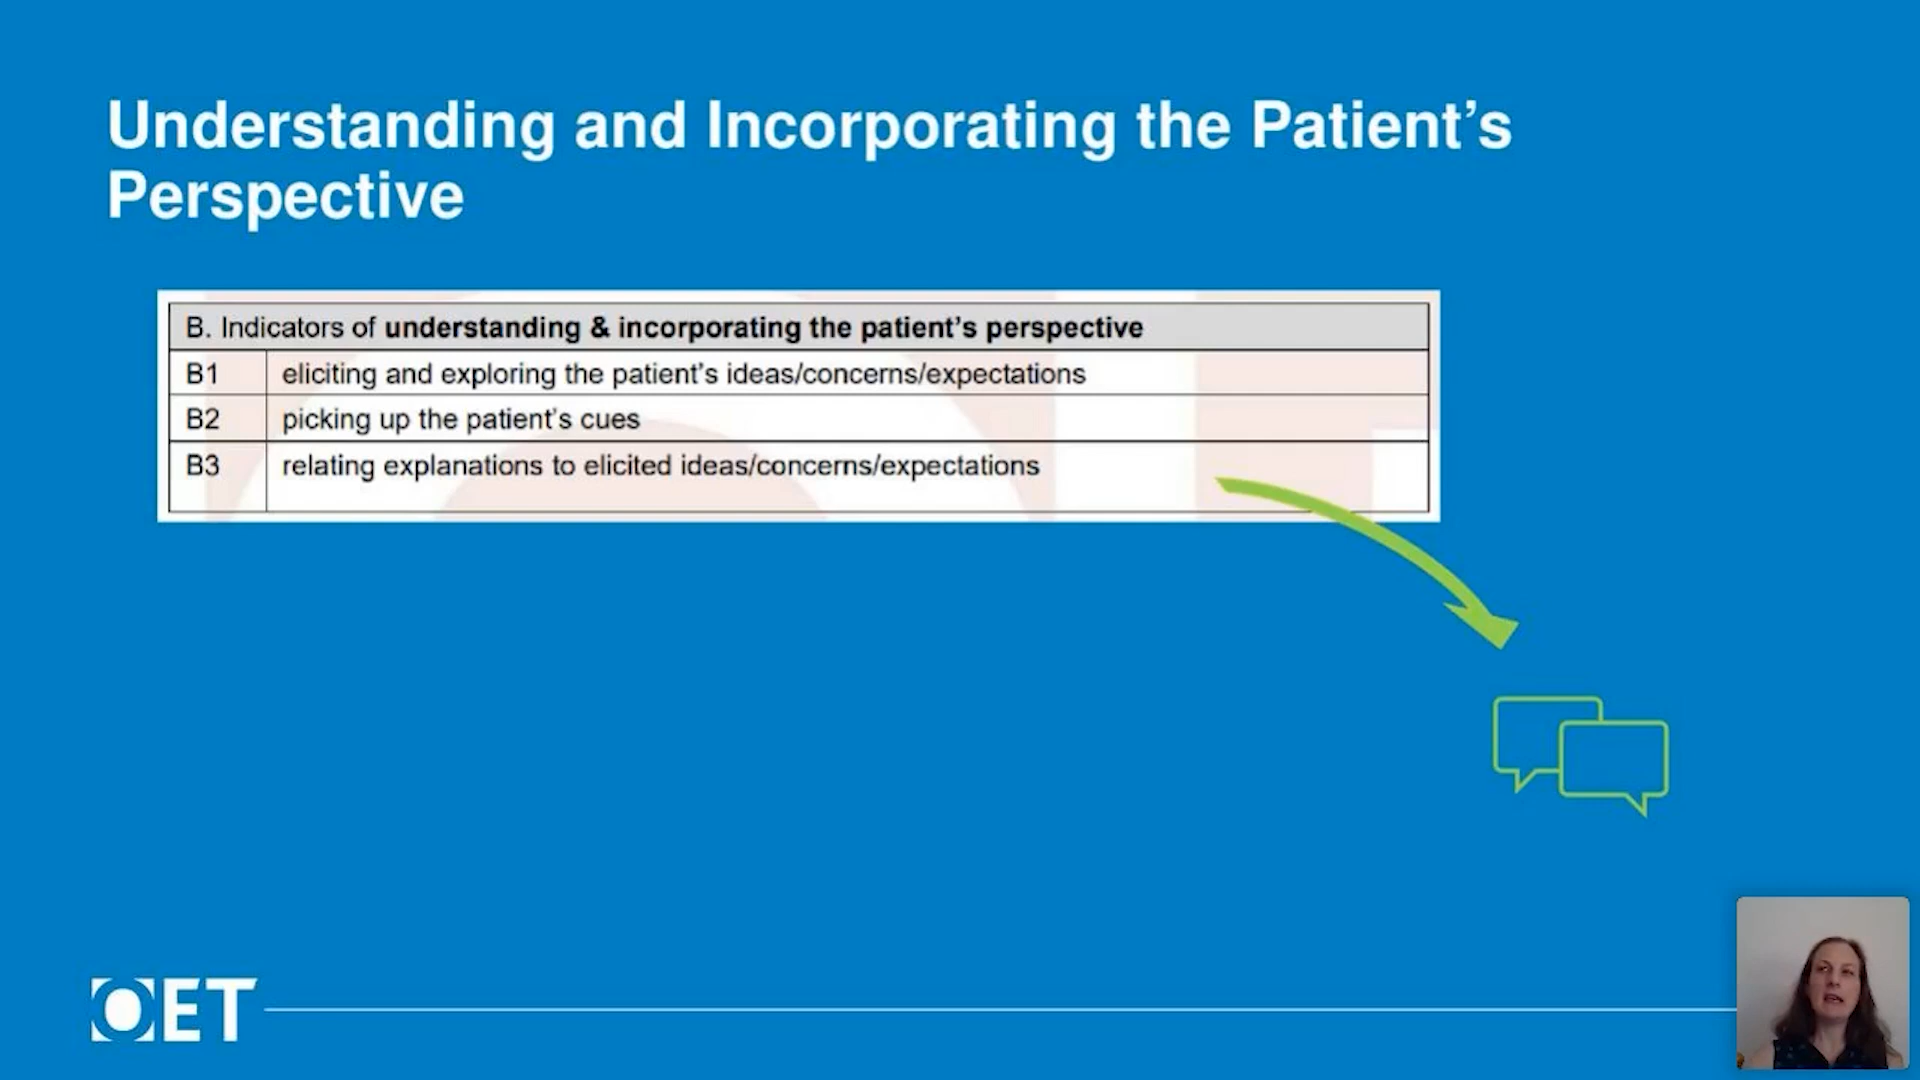 Understanding and Incorporating the Patient’s
Perspective
B. Indicators of understanding & incorporating the patient’s perspective
B1 eliciting and exploring the patient’s ideas/concerns/expectations
B2 picking up the patient’s cues
B3 relating explanations to elicited ideas/concerns/expectations
OET